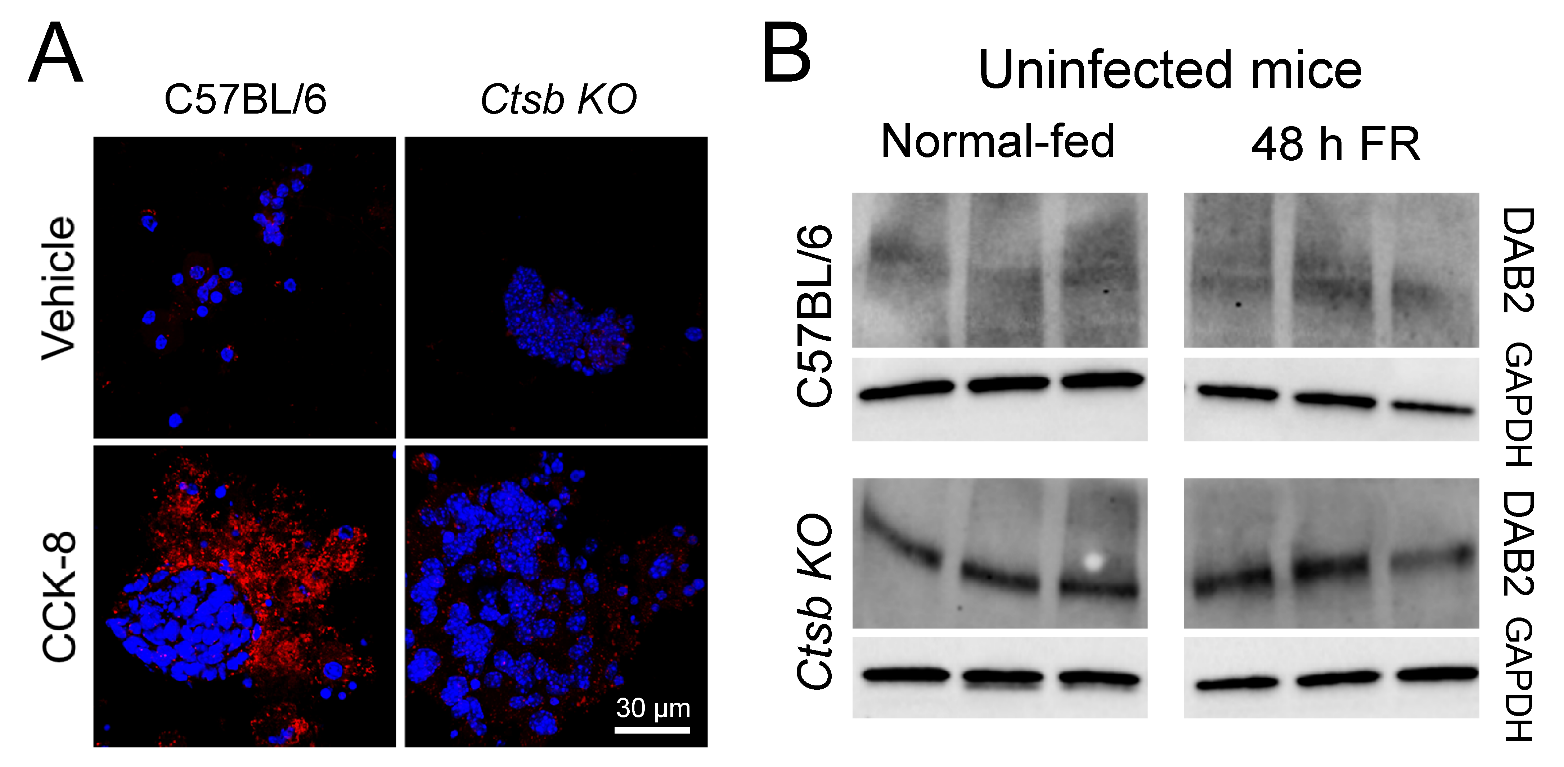 A
C57BL/6
Ctsb KO
Vehicle
CCK-8
30 µm
B
Uninfected mice
Normal-fed
48 h FR
C57BL/6
DAB2
GAPDH
Ctsb KO
DAB2
GAPDH